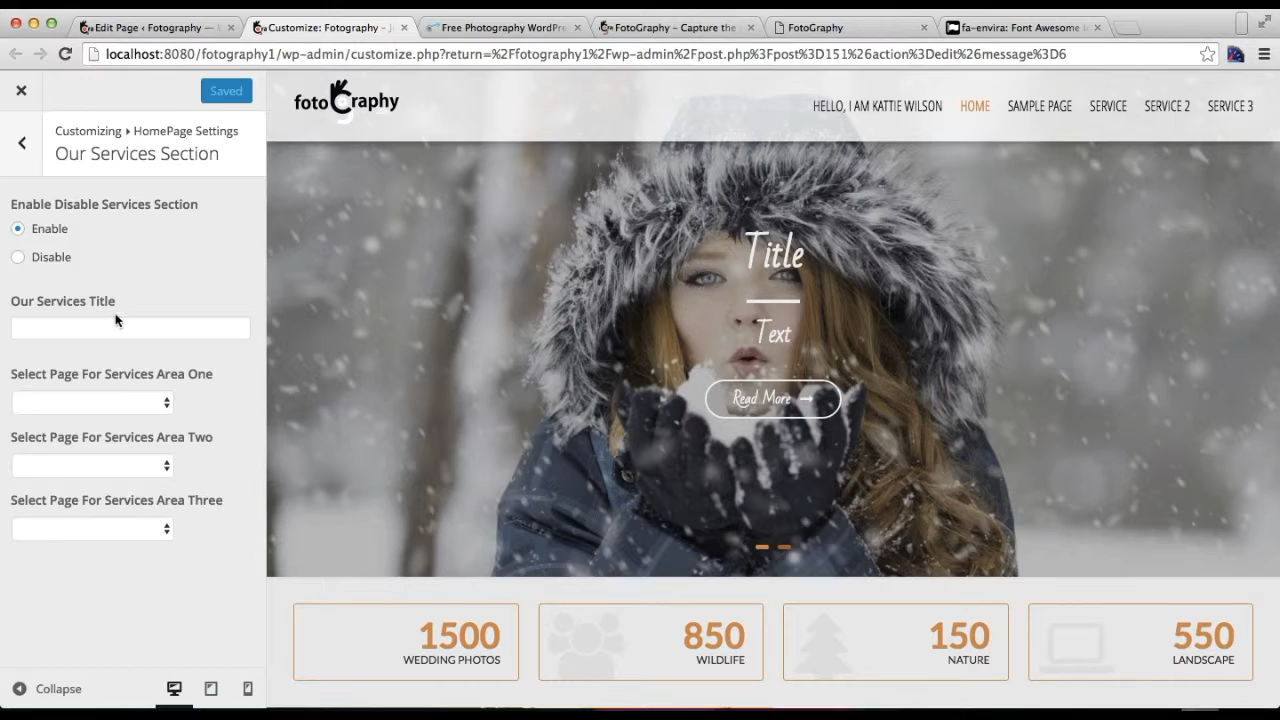 Edit Page ‹ Fotography —
Customize: Fotography –
Free Photography WordPre
FotoGraphy – Capture the
FotoGraphy
fa-envira: Font Awesome
localhost:8080/fotography1/wp-admin/customize.php?return=%2Ffotography1%2Fwp-admin%2Fpost.php%3Fpost%3D151%26action%3Dedit%26message%3D6
Saved
Customizing ▸ HomePage Settings
Our Services Section
Enable Disable Services Section
Enable
Disable
Our Services Title
Select Page For Services Area One
Select Page For Services Area Two
Select Page For Services Area Three
Collapse
fotography
HELLO, I AM KATTIE WILSON HOME SAMPLE PAGE SERVICE SERVICE 2 SERVICE 3
Title
Text
Read More →
1500
WEDDING PHOTOS
850
WILDLIFE
150
NATURE
550
LANDSCAPE